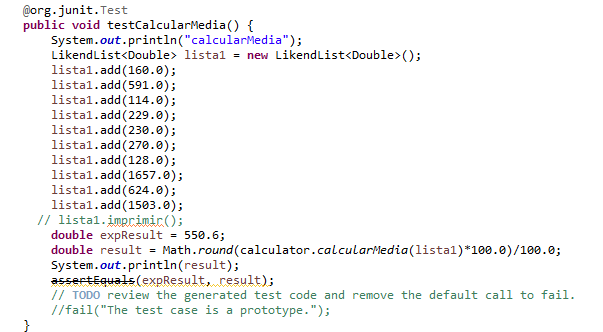 @org.junit.Test
public void testCalcularMedia() {
System.out.println("calcularMedia");
LikendList<Double> lista1 = new LikendList<Double>();
lista1.add(160.0);
lista1.add(591.0);
lista1.add(114.0);
lista1.add(229.0);
lista1.add(230.0);
lista1.add(270.0);
lista1.add(128.0);
lista1.add(1657.0);
lista1.add(624.0);
lista1.add(1503.0);
// lista1.imprimir();
double expResult = 550.6;
double result = Math.round(calculator.calcularMedia(lista1)*100.0)/100.0;
System.out.println(result);
assertEquals(expResult, result);
// TODO review the generated test code and remove the default call to fail.
//fail("The test case is a prototype.");
}